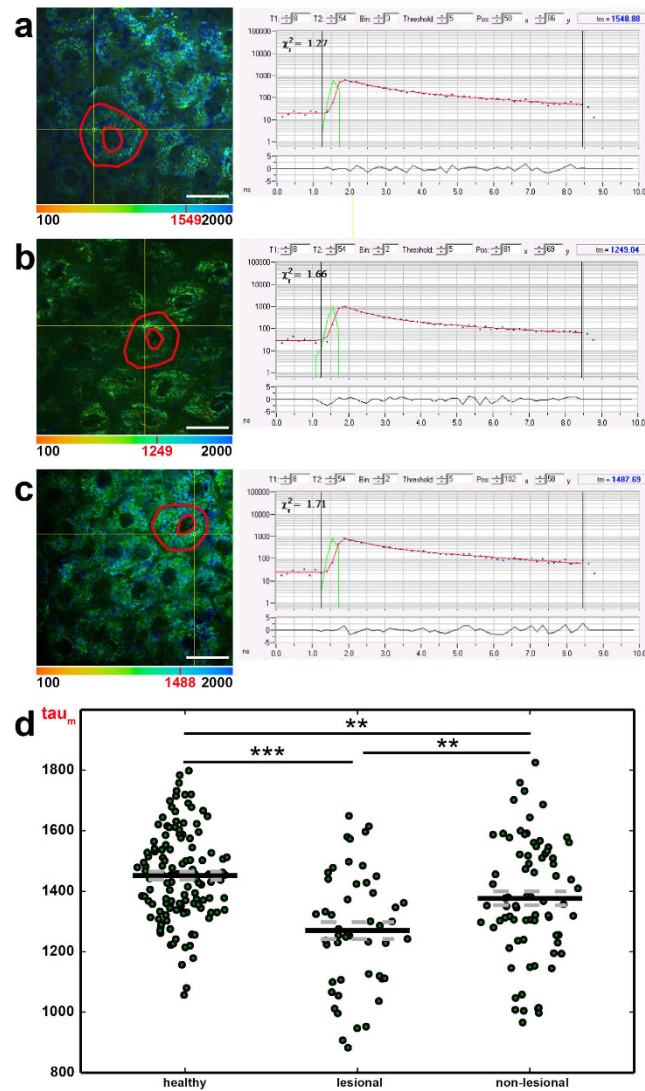 a
T1: 8 T2: 54 Bin: 3 Threshold: 5 Pos: 50 x 86 y tm = 1548.88
χr2 = 1.27
100000
10000
1000
100
10
1
5
0
-5
ns 0.0 1.0 2.0 3.0 4.0 5.0 6.0 7.0 8.0 9.0 10.0
100 1549 2000
b
T1: 8 T2: 54 Bin: 2 Threshold: 5 Pos: 81 x 69 y tm = 1249.04
χr2 = 1.66
100000
10000
1000
100
10
1
5
0
-5
ns 0.0 1.0 2.0 3.0 4.0 5.0 6.0 7.0 8.0 9.0 10.0
100 1249 2000
c
T1: 8 T2: 54 Bin: 2 Threshold: 5 Pos: 102 x 58 y tm = 1487.69
χr2 = 1.71
100000
10000
1000
100
10
1
5
0
-5
ns 0.0 1.0 2.0 3.0 4.0 5.0 6.0 7.0 8.0 9.0 10.0
100 1488 2000
d taum
**
*** **
1800
1600
1400
1200
1000
800
healthy lesional non-lesional